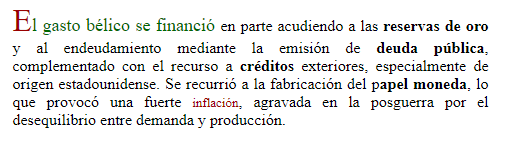 El gasto bélico se financió en parte acudiendo a las reservas de oro
y al endeudamiento mediante la emisión de deuda pública,
complementado con el recurso a créditos exteriores, especialmente de
origen estadounidense. Se recurrió a la fabricación del papel moneda, lo
que provocó una fuerte inflación, agravada en la posguerra por el
desequilibrio entre demanda y producción.